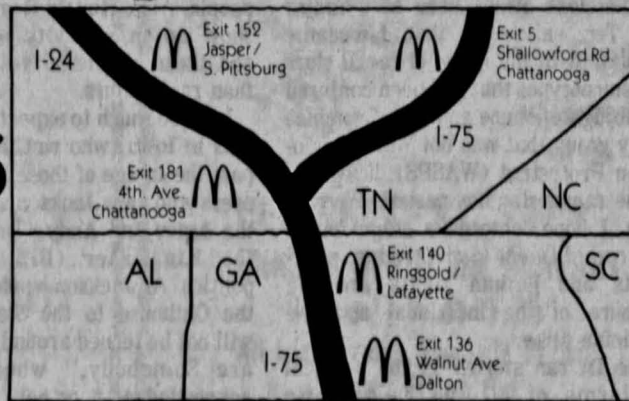 I-24
Exit 152
Jasper/
S. Pittsburg
Exit 5
Shallowford Rd.
Chattanooga
I-75
Exit 181
4th. Ave.
Chattanooga
TN
NC
AL
GA
Exit 140
Ringgold/
Lafayette
SC
I-75
Exit 136
Walnut Ave.
Dalton